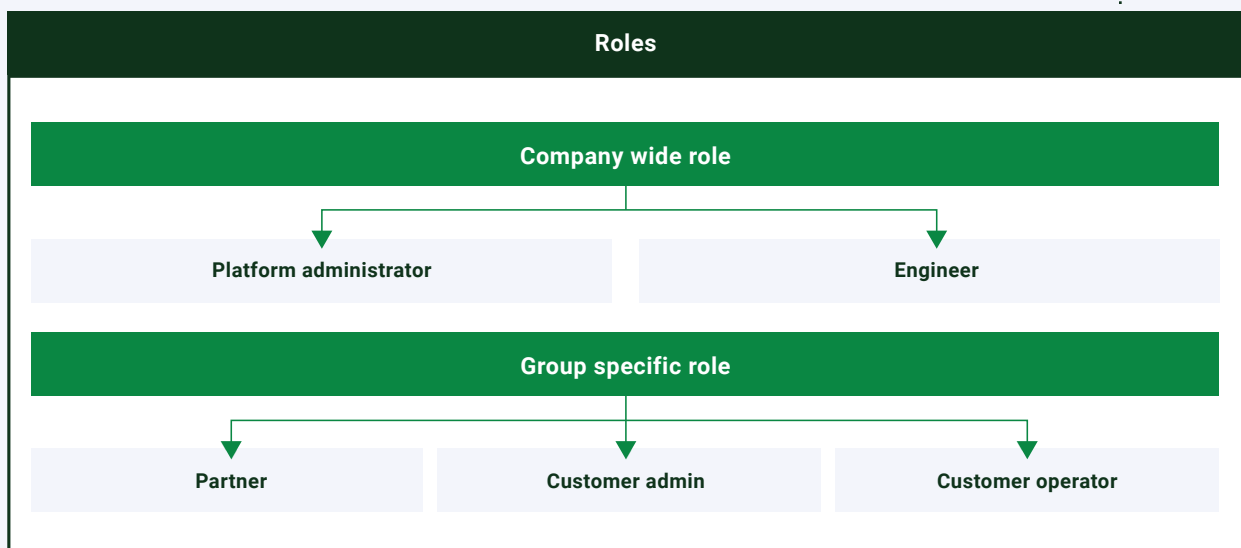 Roles
Company wide role
Platform administrator
Engineer
Group specific role
Partner
Customer admin
Customer operator